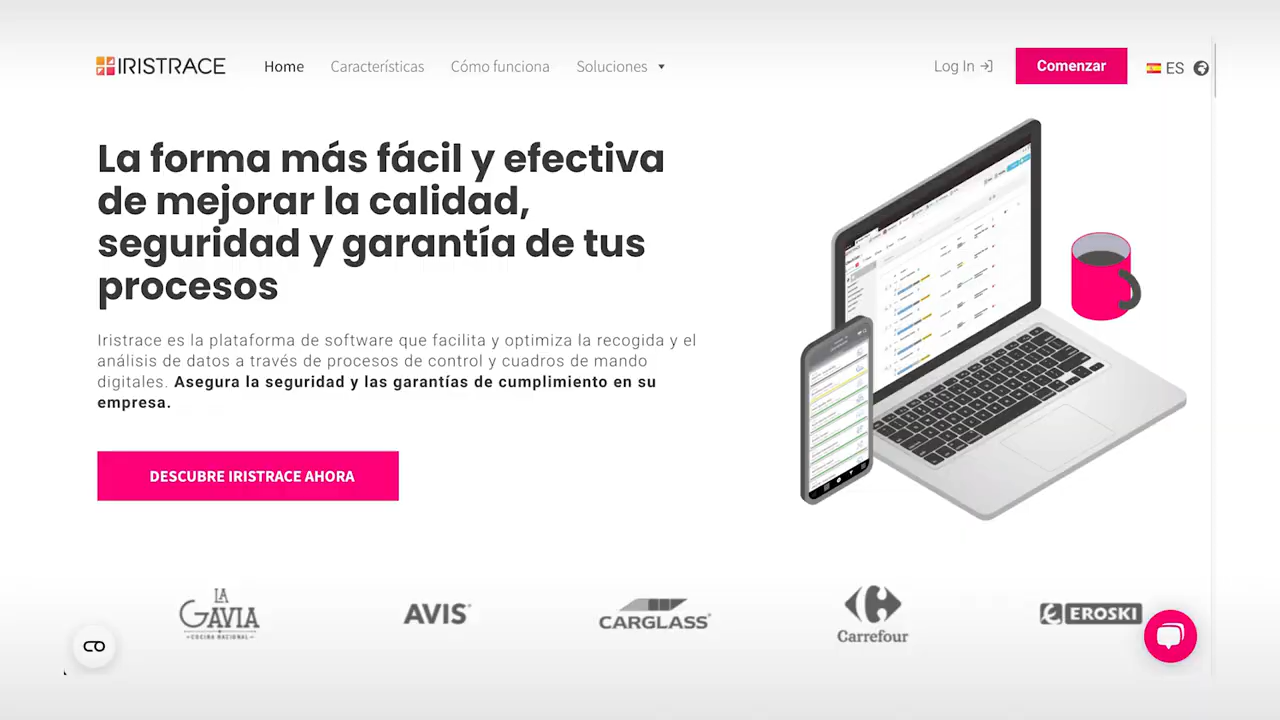 IRISTRACE
Home
Características
Cómo funciona
Soluciones
Log In
Comenzar
ES
La forma más fácil y efectiva
de mejorar la calidad,
seguridad y garantía de tus
procesos
Iristrace es la plataforma de software que facilita y optimiza la recogida y el
análisis de datos a través de procesos de control y cuadros de mando
digitales. Asegura la seguridad y las garantías de cumplimiento en su
empresa.
DESCUBRE IRISTRACE AHORA
LA
GAVIA
COCINA NACIONAL
AVIS
CARGLASS
Carrefour
EROSKI